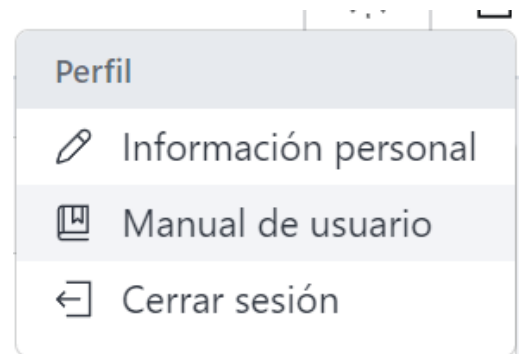 Perfil
Información personal
Manual de usuario
Cerrar sesión